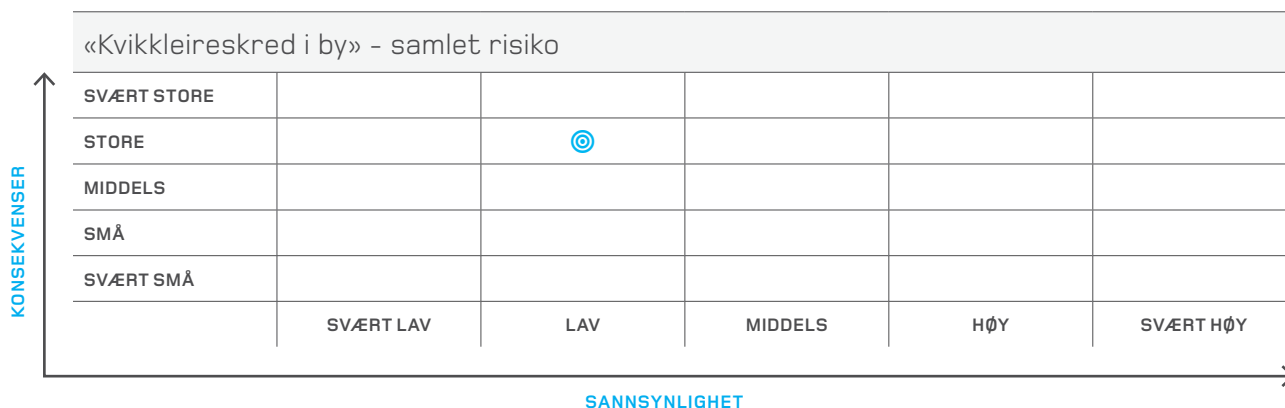 «Kvikkleireskred i by» - samlet risiko
SVÆRT STORE
STORE
MIDDELS
SMÅ
SVÆRT SMÅ
SVÆRT LAV LAV MIDDELS HØY SVÆRT HØY
KONSEKVENSER
SANNSYNLIGHET